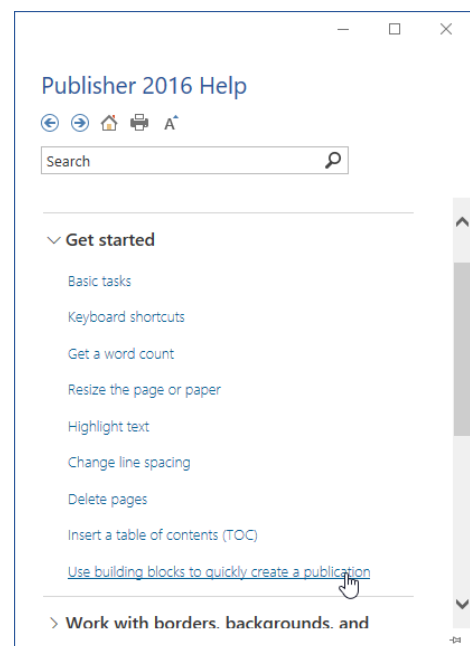 Publisher 2016 Help
A
Search
Get started
Basic tasks
Keyboard shortcuts
Get a word count
Resize the page or paper
Highlight text
Change line spacing
Delete pages
Insert a table of contents (TOC)
Use building blocks to quickly create a publication
Work with borders, backgrounds, and